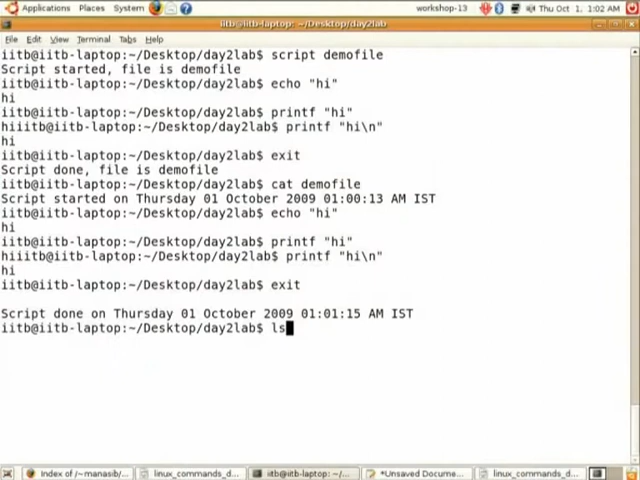 Applications Places System workshop-13 Thu Oct 1, 1:02 AM
iitb@iitb-laptop: ~/Desktop/day2lab
File Edit View Terminal Tabs Help
iitb@iitb-laptop:~/Desktop/day2lab$ script demofile
Script started, file is demofile
iitb@iitb-laptop:~/Desktop/day2lab$ echo "hi"
hi
iitb@iitb-laptop:~/Desktop/day2lab$ printf "hi"
hiiitb@iitb-laptop:~/Desktop/day2lab$ printf "hi\n"
hi
iitb@iitb-laptop:~/Desktop/day2lab$ exit
Script done, file is demofile
iitb@iitb-laptop:~/Desktop/day2lab$ cat demofile
Script started on Thursday 01 October 2009 01:00:13 AM IST
iitb@iitb-laptop:~/Desktop/day2lab$ echo "hi"
hi
iitb@iitb-laptop:~/Desktop/day2lab$ printf "hi"
hiiitb@iitb-laptop:~/Desktop/day2lab$ printf "hi\n"
hi
iitb@iitb-laptop:~/Desktop/day2lab$ exit
Script done on Thursday 01 October 2009 01:01:15 AM IST
iitb@iitb-laptop:~/Desktop/day2lab$ ls
Index of /~manasib/... linux_commands_d... iitb@iitb-laptop: ~/... *Unsaved Docume... linux_commands_d...